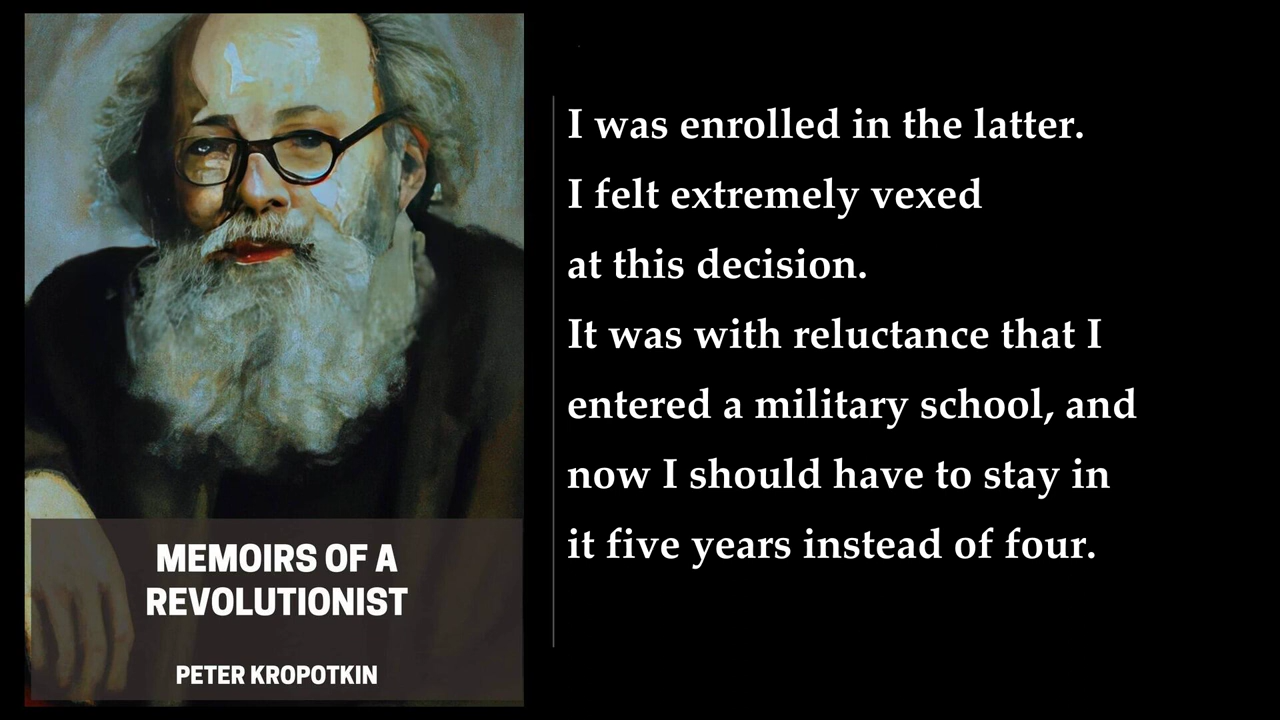 MEMOIRS OF A
REVOLUTIONIST
PETER KROPOTKIN
I was enrolled in the latter.
I felt extremely vexed
at this decision.
It was with reluctance that I
entered a military school, and
now I should have to stay in
it five years instead of four.